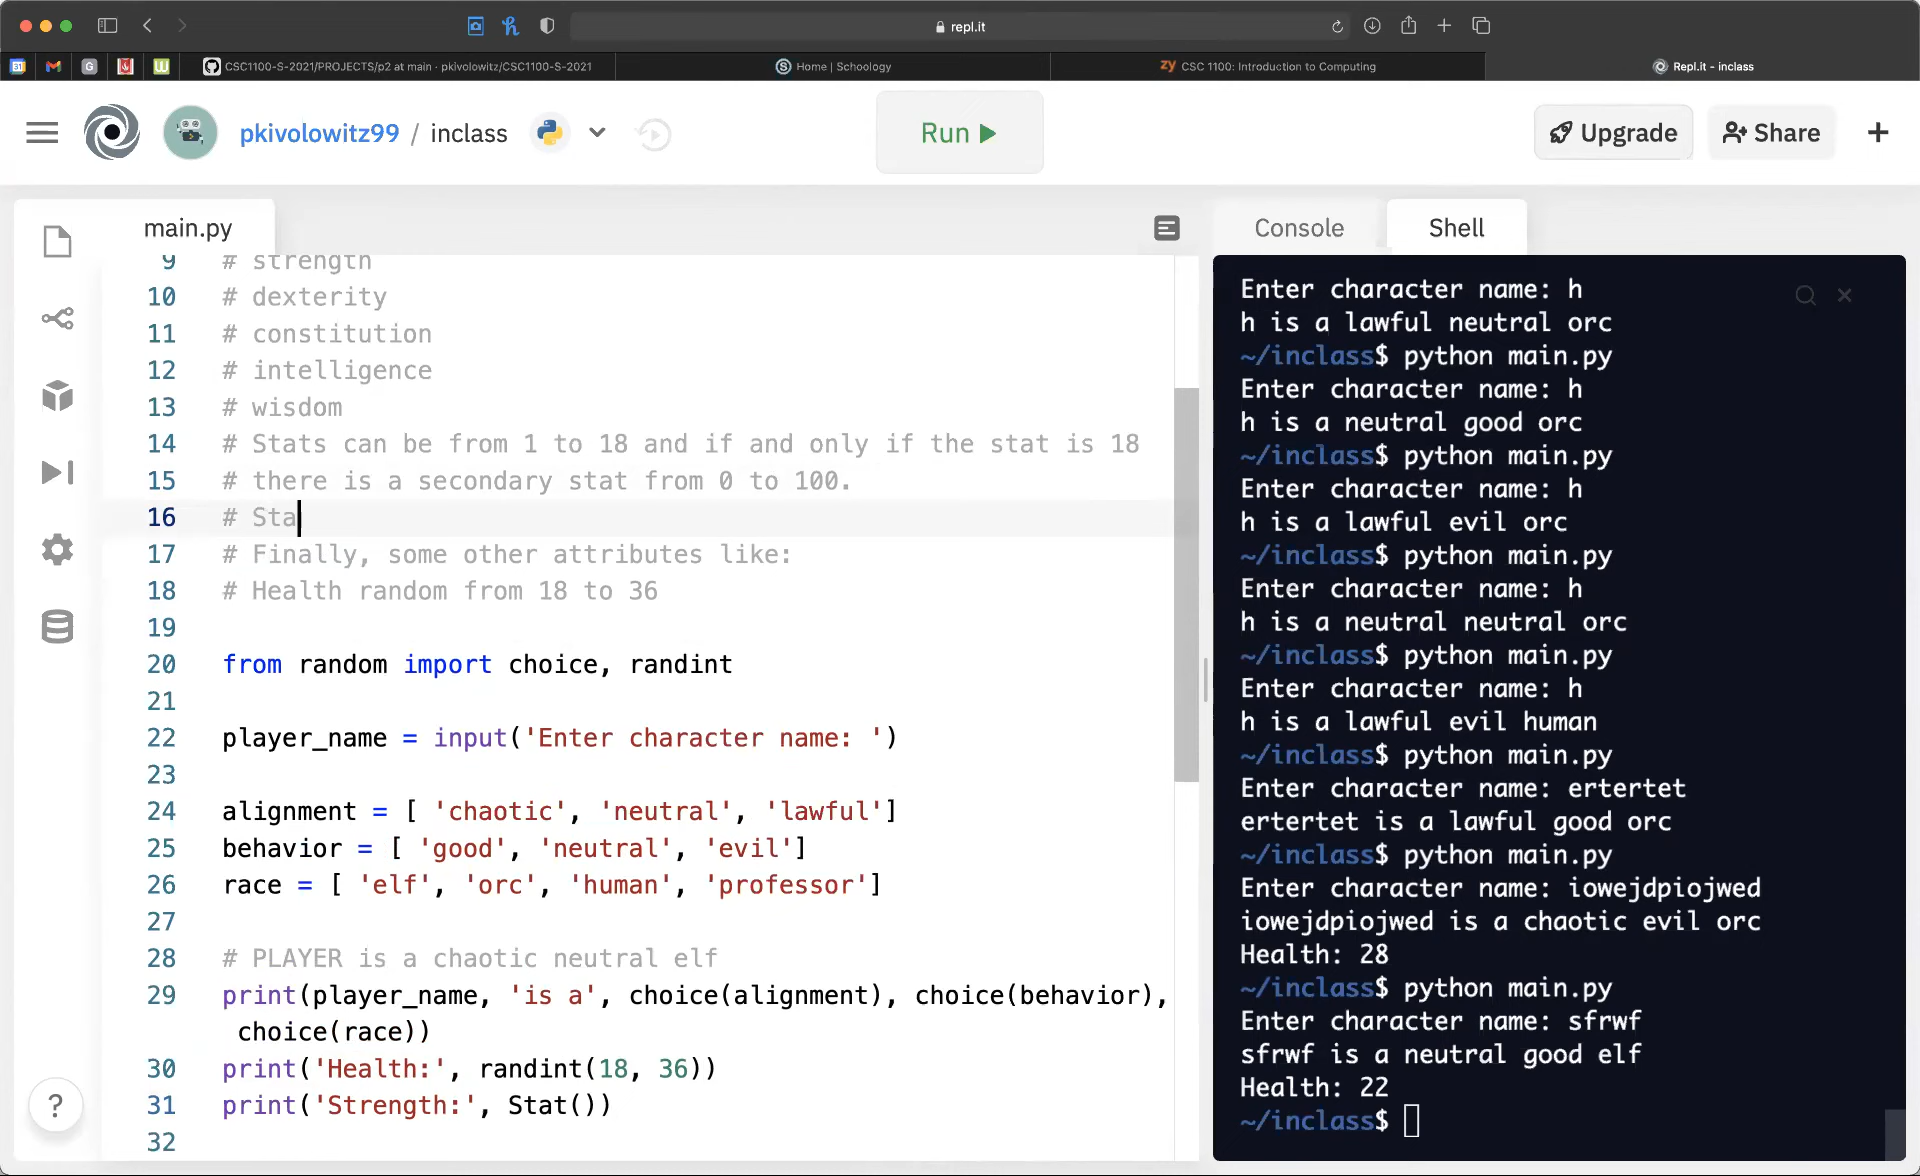 repl.it
31
G
W
CSC1100-S-2021/PROJECTS/p2 at main · pkivolowitz/CSC1100-S-2021
S Home | Schoology
zy CSC 1100: Introduction to Computing
Repl.it - inclass
pkivolowitz99 / inclass
Run
Upgrade
Share
+
main.py
9 # strength
10 # dexterity
11 # constitution
12 # intelligence
13 # wisdom
14 # Stats can be from 1 to 18 and if and only if the stat is 18
15 # there is a secondary stat from 0 to 100.
16 # Sta
17 # Finally, some other attributes like:
18 # Health random from 18 to 36
19
20 from random import choice, randint
21
22 player_name = input('Enter character name: ')
23
24 alignment = [ 'chaotic', 'neutral', 'lawful']
25 behavior = [ 'good', 'neutral', 'evil']
26 race = [ 'elf', 'orc', 'human', 'professor']
27
28 # PLAYER is a chaotic neutral elf
29 print(player_name, 'is a', choice(alignment), choice(behavior),
choice(race))
30 print('Health:', randint(18, 36))
31 print('Strength:', Stat())
32
?
Console
Shell
Enter character name: h
h is a lawful neutral orc
~/inclass$ python main.py
Enter character name: h
h is a neutral good orc
~/inclass$ python main.py
Enter character name: h
h is a lawful evil orc
~/inclass$ python main.py
Enter character name: h
h is a neutral neutral orc
~/inclass$ python main.py
Enter character name: h
h is a lawful evil human
~/inclass$ python main.py
Enter character name: ertertet
ertertet is a lawful good orc
~/inclass$ python main.py
Enter character name: iowejdpiojwed
iowejdpiojwed is a chaotic evil orc
Health: 28
~/inclass$ python main.py
Enter character name: sfrwf
sfrwf is a neutral good elf
Health: 22
~/inclass$